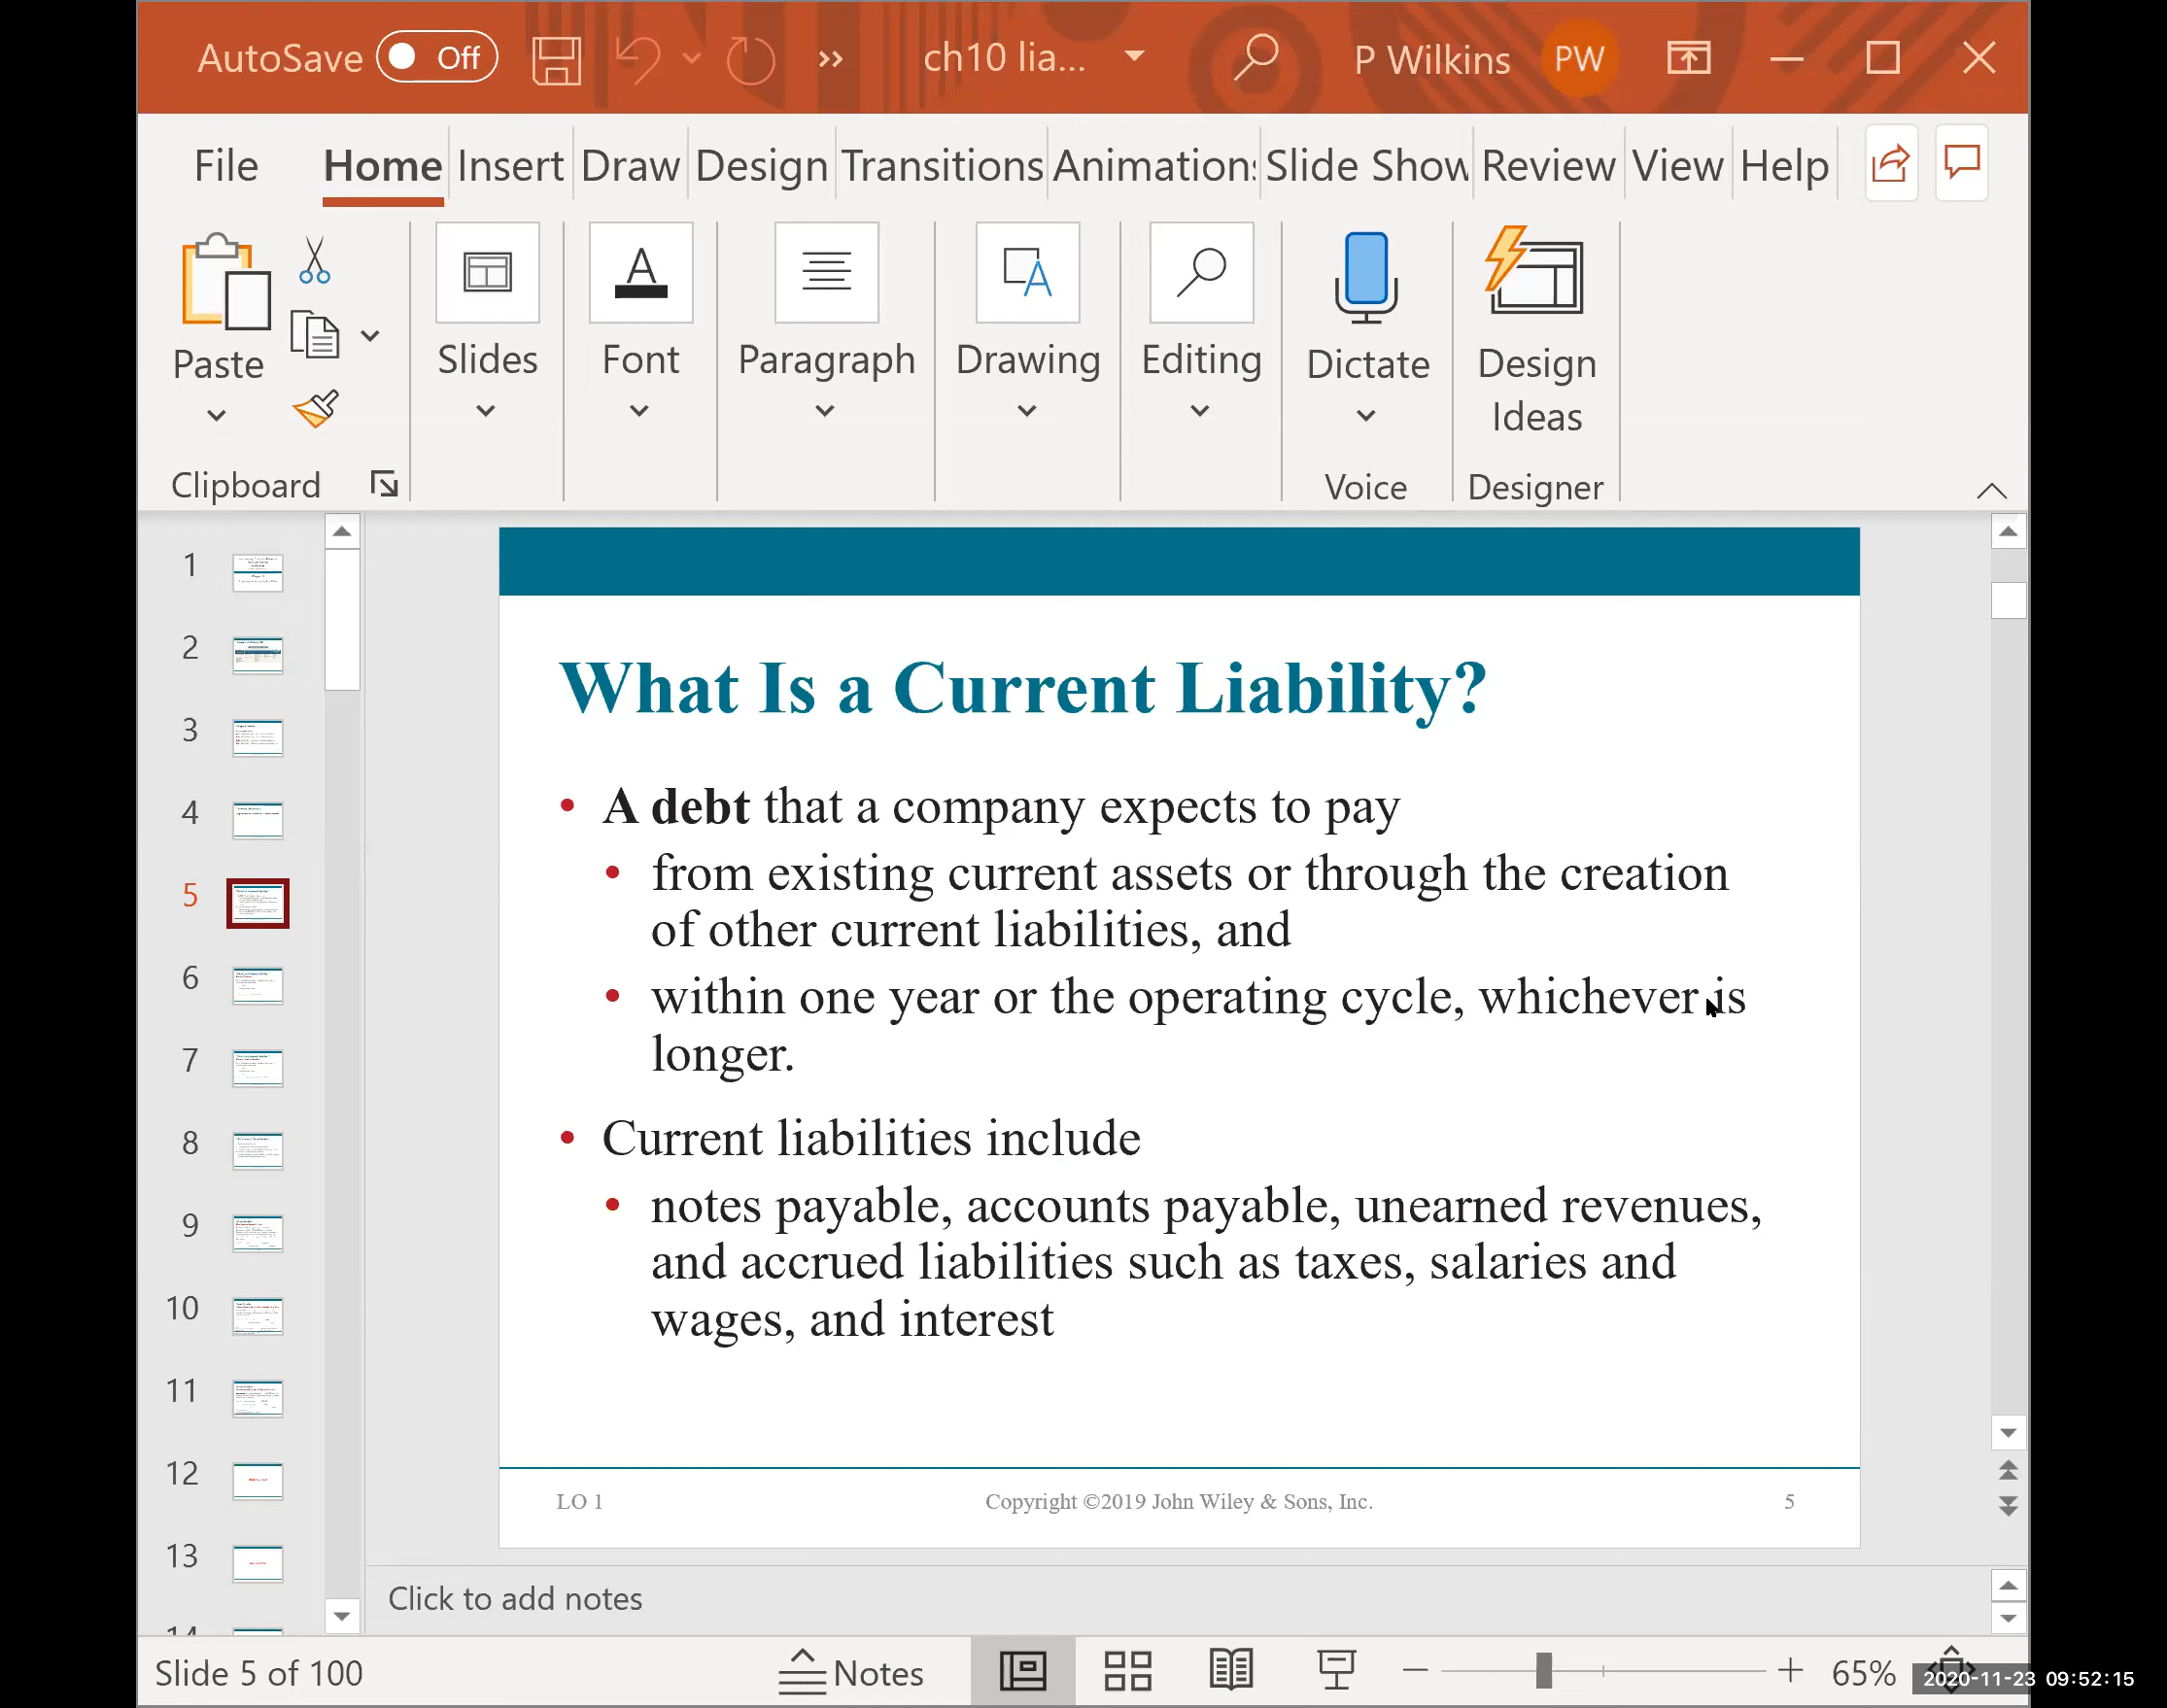 AutoSave Off ch10 lia... P Wilkins PW
File Home Insert Draw Design Transitions Animations Slide Show Review View Help
Paste Slides Font Paragraph Drawing Editing Dictate Design
Ideas
Clipboard Voice Designer
1
2
3
4
5
6
7
8
9
10
11
12
13
14
What Is a Current Liability?
• A debt that a company expects to pay
• from existing current assets or through the creation
of other current liabilities, and
• within one year or the operating cycle, whichever is
longer.
• Current liabilities include
• notes payable, accounts payable, unearned revenues,
and accrued liabilities such as taxes, salaries and
wages, and interest
LO 1 Copyright ©2019 John Wiley & Sons, Inc. 5
Click to add notes
Slide 5 of 100 Notes 65%
2020-11-23 09:52:15